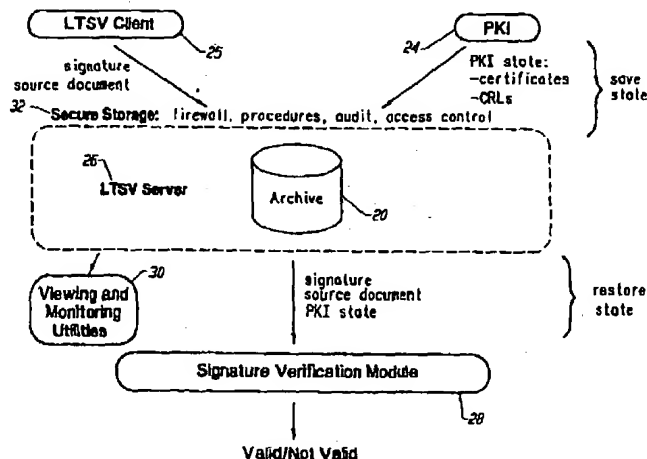 LTSV Client
25
PKI
24
signature
source document
PKI state:
-certificates
-CRLs
save
state
32
Secure Storage: firewall, procedures, audit, access control
26
LTSV Server
Archive
20
30
Viewing and
Monitoring
Utilities
signature
source document
PKI state
restore
state
Signature Verification Module
28
Valid/Not Valid